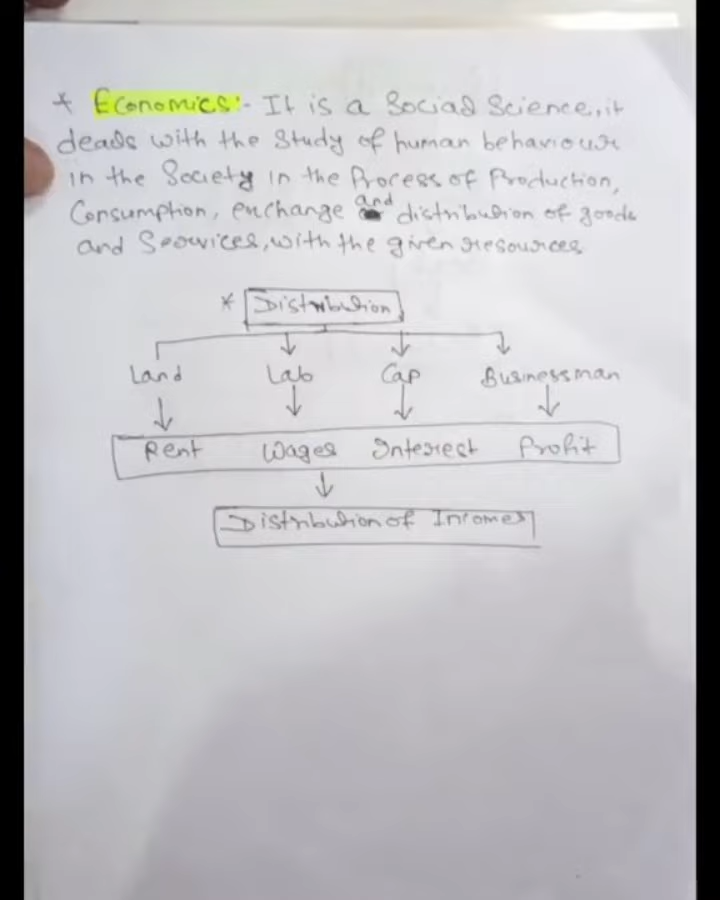 * Economics:- It is a Social Science, it
deals with the Study of human behaviour
in the Society in the Process of Production,
Consumption, exchange and distribution of goods
and Services, with the given resources
* Distribution
Land Lab Cap Businessman
Rent Wages Interest Profit
Distribution of Incomes